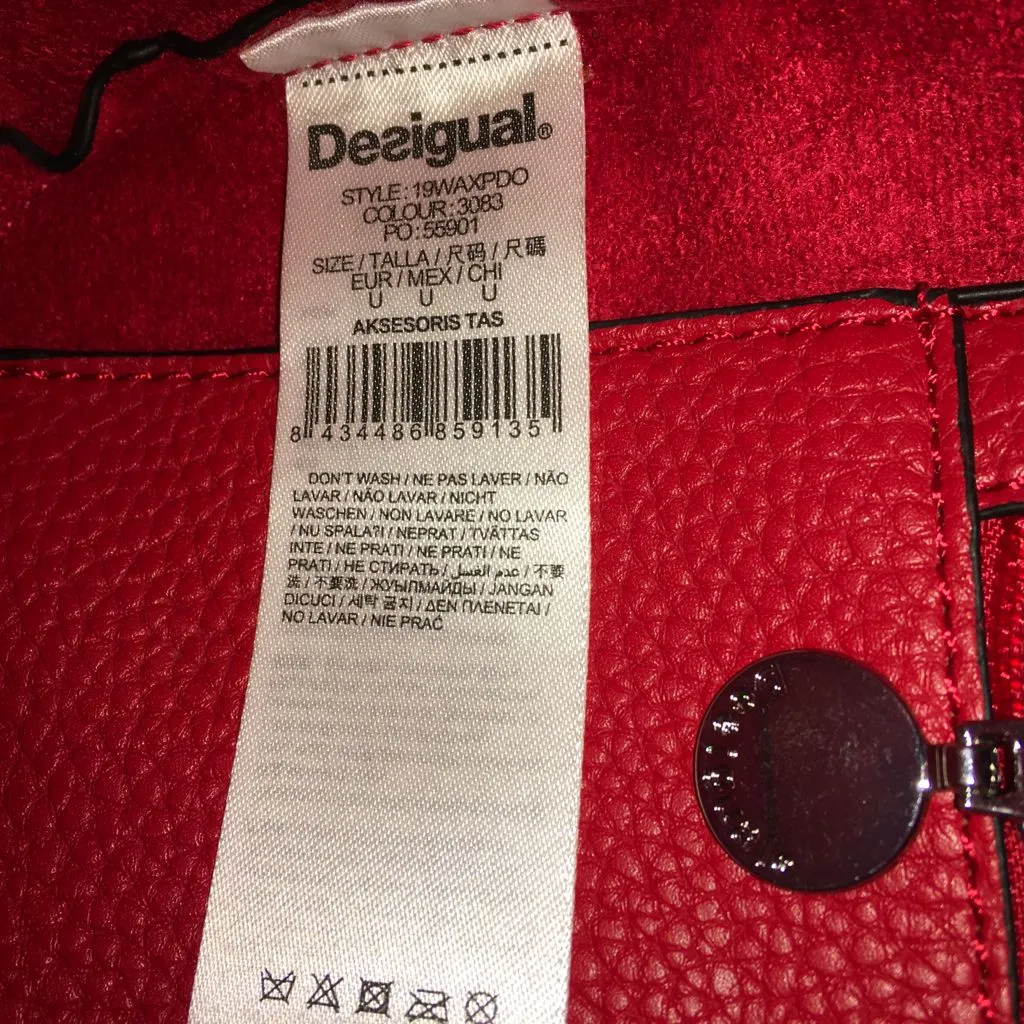 Desigual®
STYLE : 19WAXPDO
COLOUR : 3083
PO : 55901
SIZE / TALLA / 尺码 / 尺碼
EUR / MEX / CHI
U U U
AKSESORIS TAS
8 434486 859135
DON'T WASH / NE PAS LAVER / NÃO
LAVAR / NÃO LAVAR / NICHT
WASCHEN / NON LAVARE / NO LAVAR
/ NU SPALA?I / NEPRAT / TVÄTTAS
INTE / NE PRATI / NE PRATI / NE
PRATI / НЕ СТИРАТЬ / عدم الغسل / 不要
洗 / 不要洗 / ЖУЫЛМАЙДЫ / JANGAN
DICUCI / 세탁 금지 / ΔΕΝ ΠΛΕΝΕΤΑΙ /
NO LAVAR / NIE PRAĆ